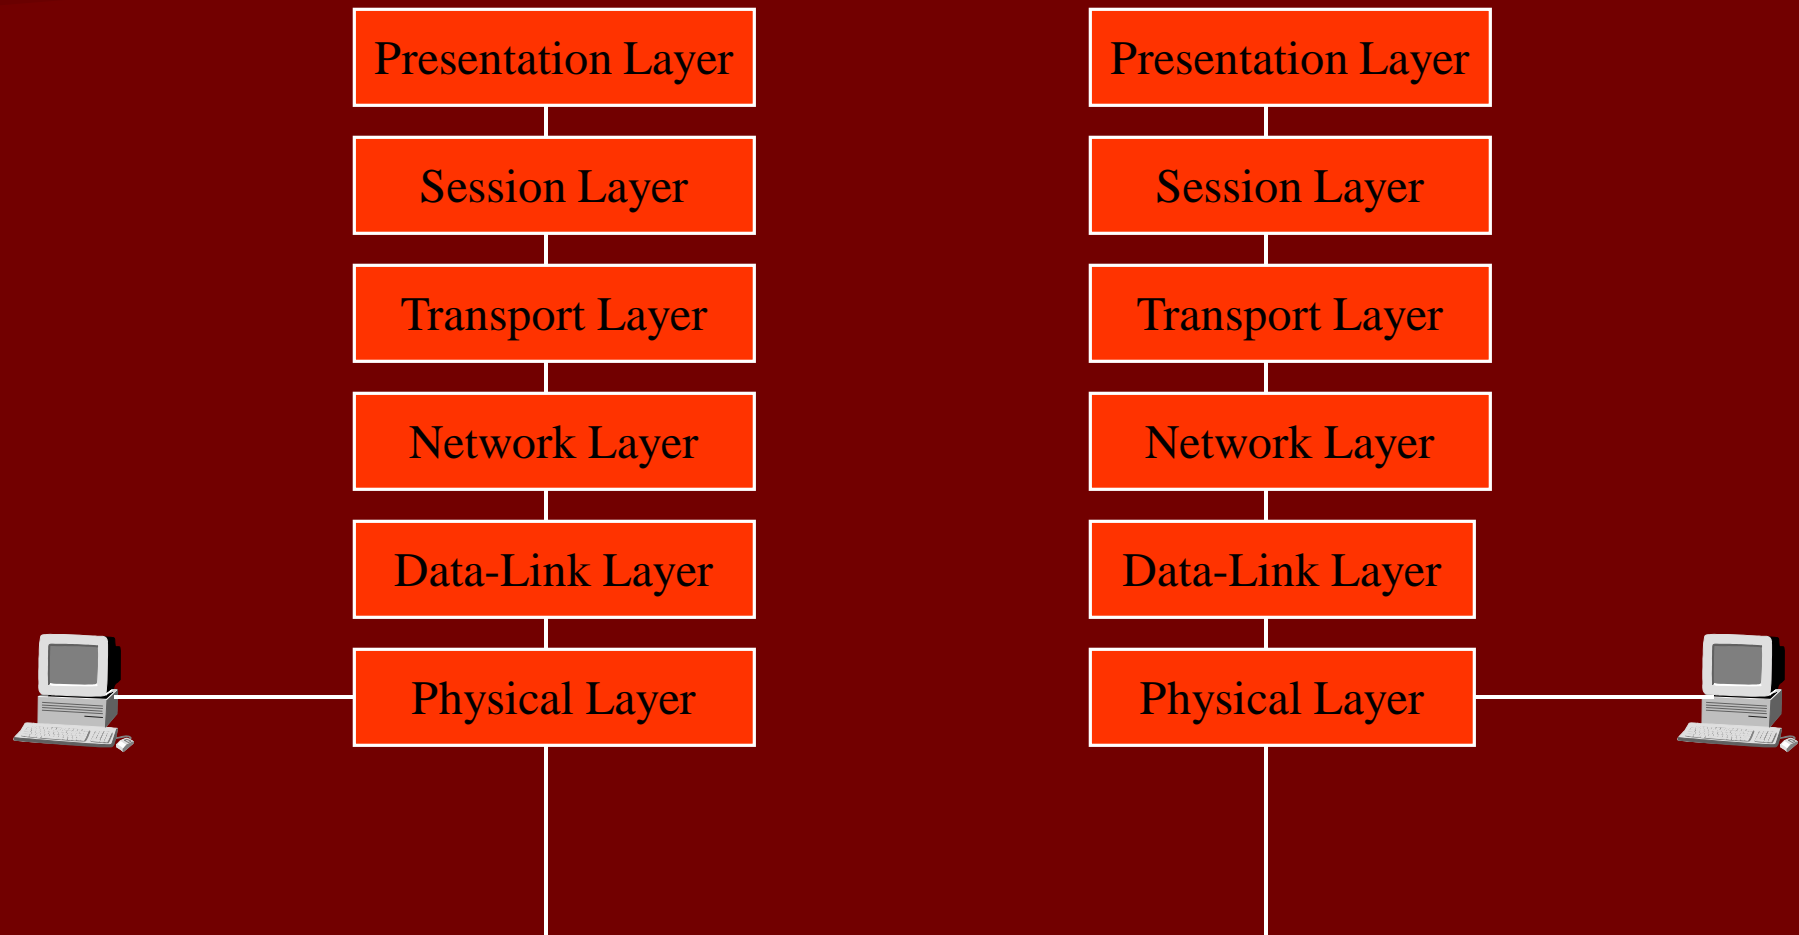 Presentation Layer
Session Layer
Transport Layer
Network Layer
Data-Link Layer
Physical Layer
Presentation Layer
Session Layer
Transport Layer
Network Layer
Data-Link Layer
Physical Layer